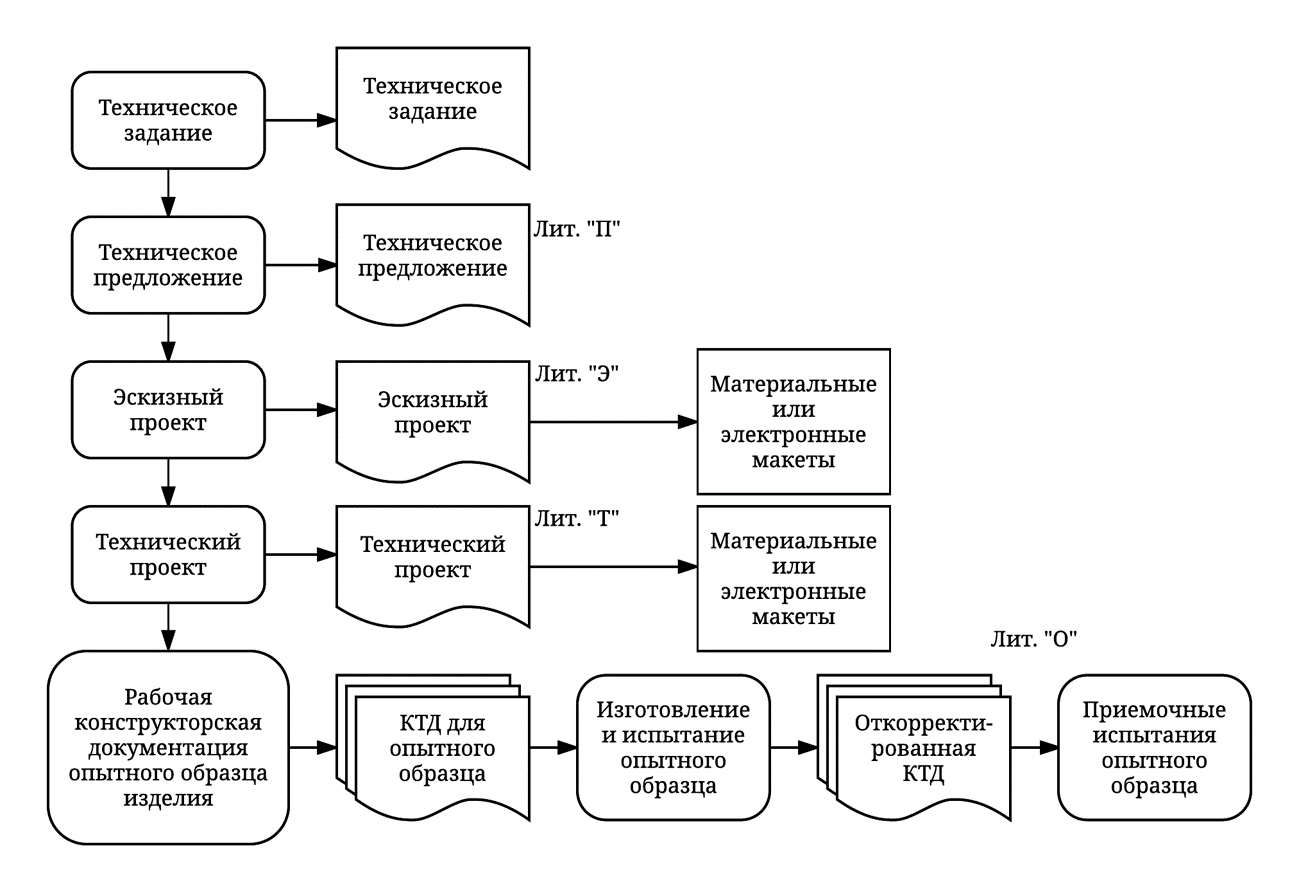 Техническое
задание
Техническое
задание
Техническое
предложение
Техническое
предложение
Лит. "П"
Эскизный
проект
Эскизный
проект
Лит. "Э"
Материальные
или
электронные
макеты
Технический
проект
Технический
проект
Лит. "Т"
Материальные
или
электронные
макеты
Рабочая
конструкторская
документация
опытного образца
изделия
КТД для
опытного
образца
Изготовление
и испытание
опытного
образца
Откорректи-
рованная
КТД
Лит. "О"
Приемочные
испытания
опытного
образца